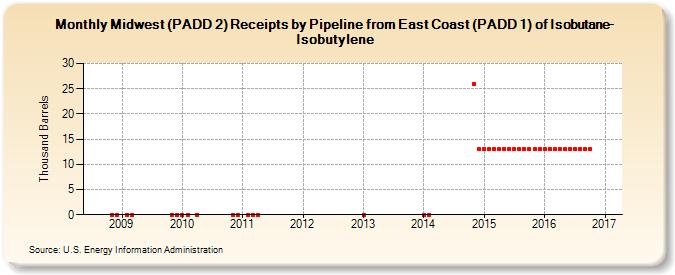 Monthly Midwest (PADD 2) Receipts by Pipeline from East Coast (PADD 1) of Isobutane-
Isobutylene
Thousand Barrels
30
25
20
15
10
5
0
2009 2010 2011 2012 2013 2014 2015 2016 2017
Source: U.S. Energy Information Administration